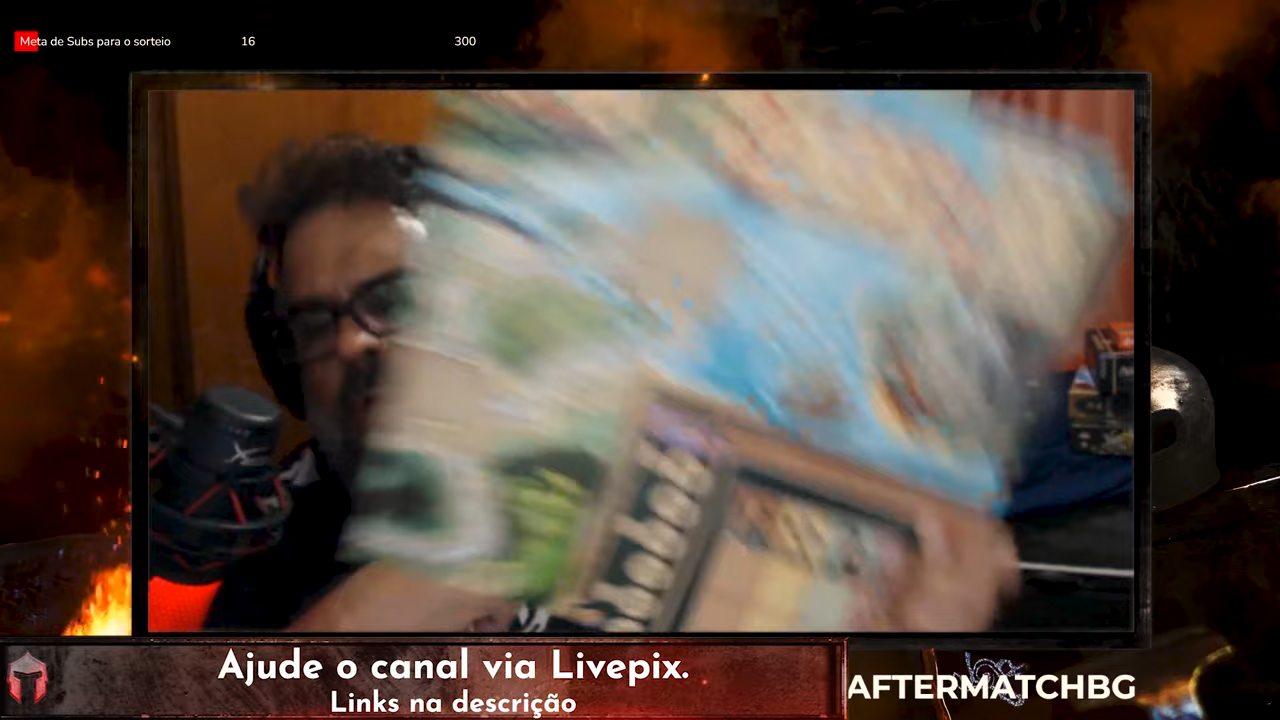 Meta de Subs para o sorteio 16 300
Ajude o canal via Livepix.
Links na descrição
AFTERMATCHBG